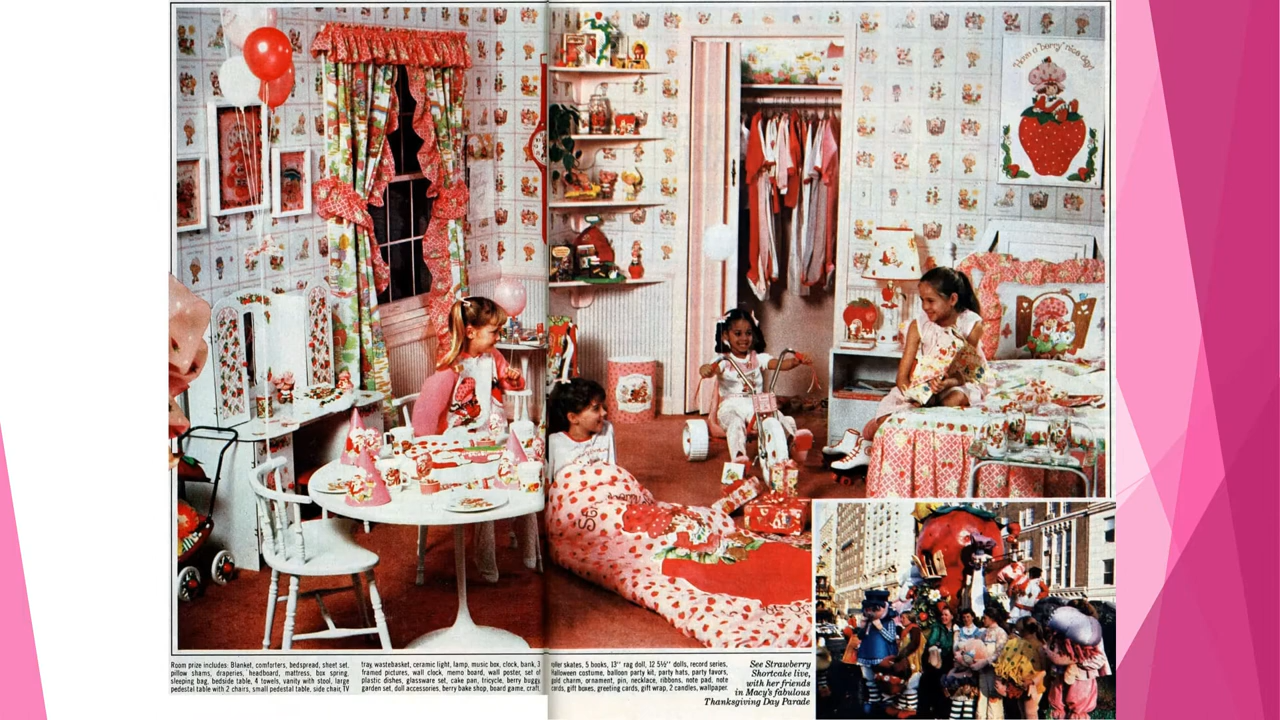 Have a "berry" nice day!
Room prize includes: Blanket, comforters, bedspread, sheet set,
pillow shams, draperies, headboard, mattress, box spring,
sleeping bag, bedside table, 4 towels, vanity with stool, large
pedestal table with 2 chairs, small pedestal table, side chair, TV
tray, wastebasket, ceramic light, lamp, music box, clock, bank, 3
framed pictures, wall clock, memo board, wall poster, set of
plastic dishes, glassware set, cake pan, tricycle, berry buggy,
garden set, doll accessories, berry bake shop, board game, craft,
roller skates, 5 books, 13" rag doll, 12 5½" dolls, record series,
Halloween costume, balloon party kit, party hats, party favors,
gold charm, ornament, pin, necklace, ribbons, note pad, note
cards, gift boxes, greeting cards, gift wrap, 2 candles, wallpaper.
See Strawberry
Shortcake live,
with her friends
in Macy's fabulous
Thanksgiving Day Parade